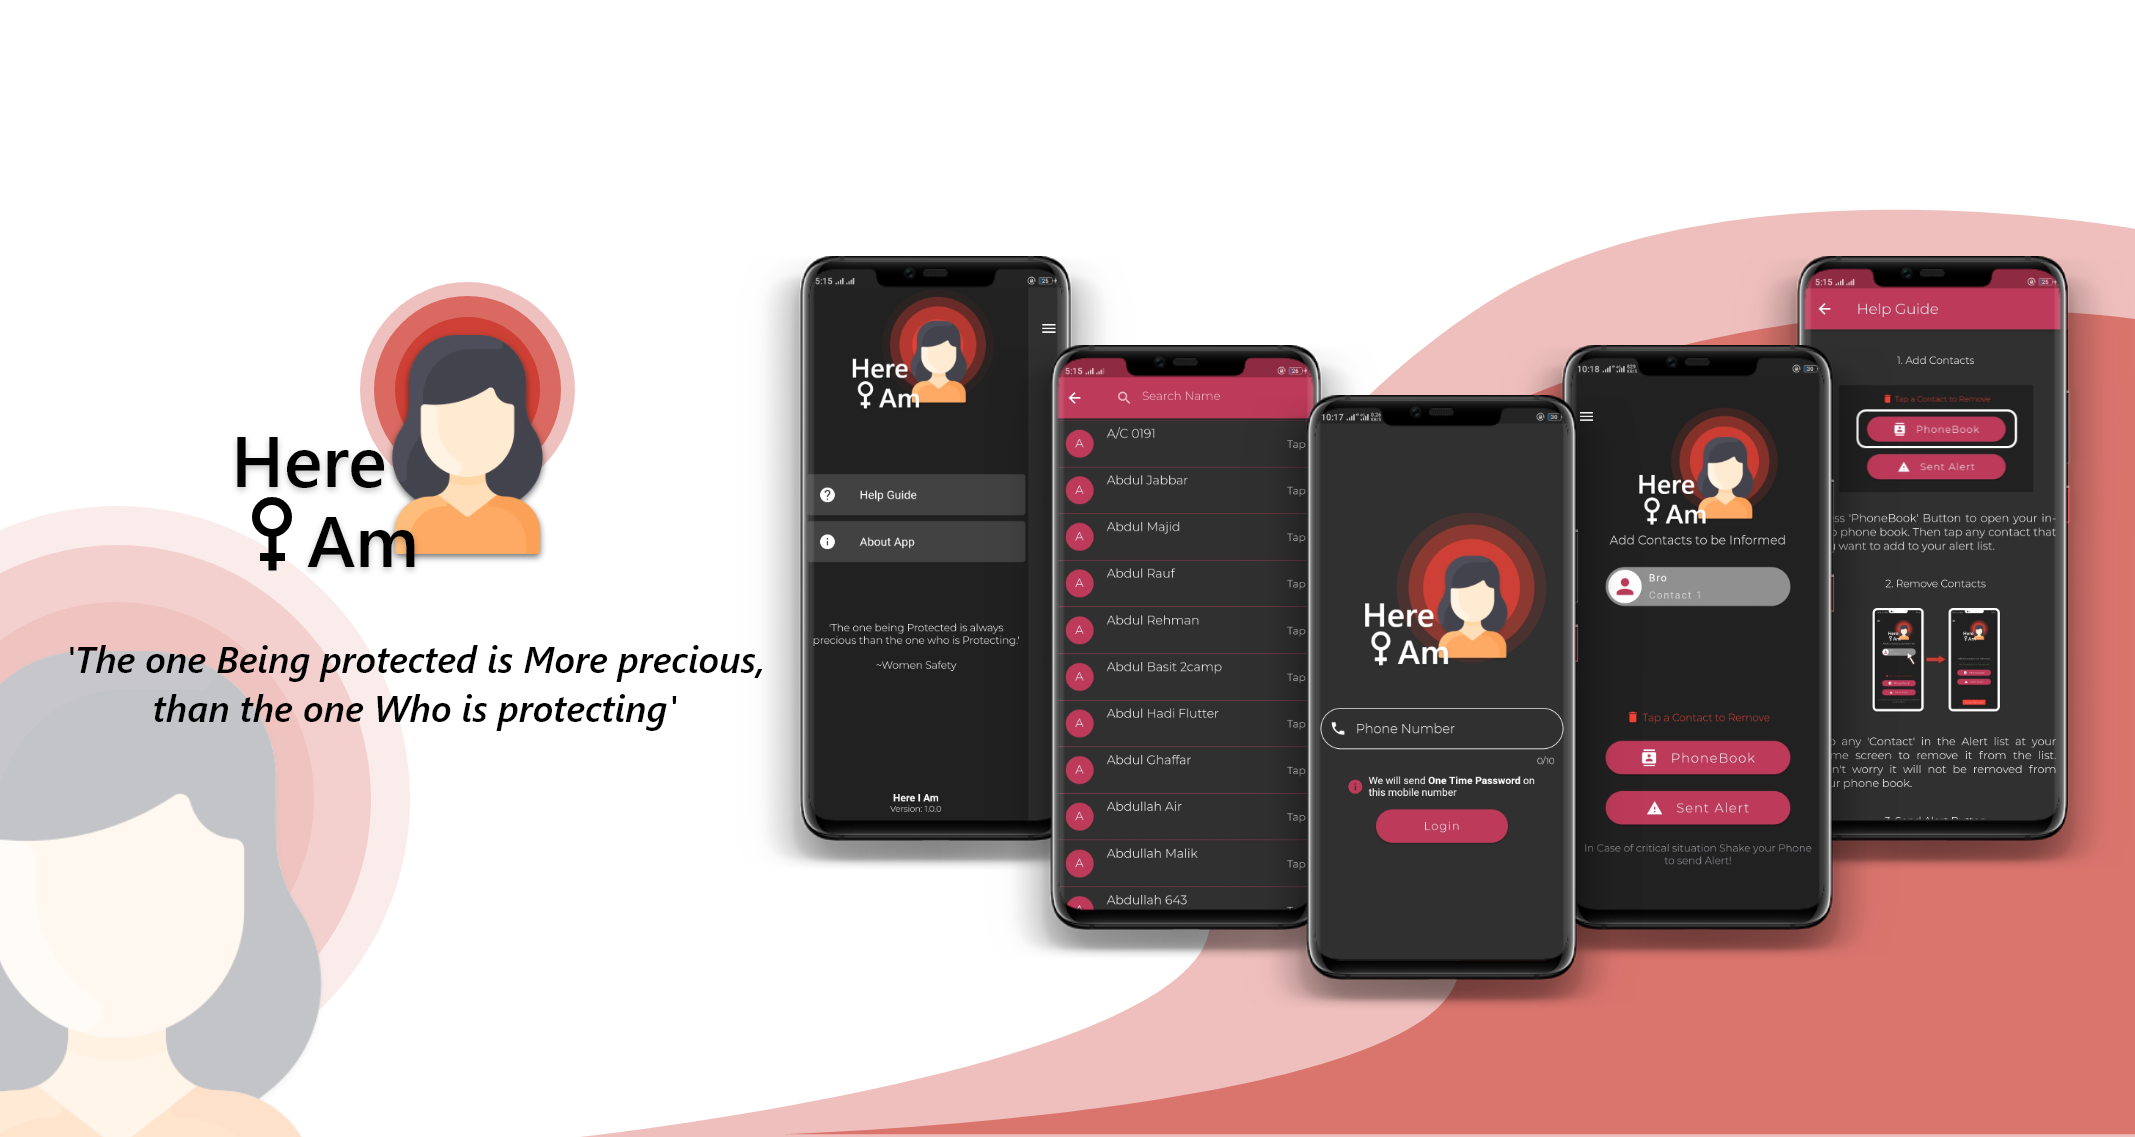 Here
Am
'The one Being protected is More precious,
than the one Who is protecting'
5:15
25
Here
Am
Help Guide
About App
'The one being Protected is always
precious than the one who is Protecting.'
~Women Safety
Here I Am
Version: 1.0.0
5:15
26
Search Name
A
A/C 0191
Tap
A
Abdul Jabbar
Tap
A
Abdul Majid
Tap
A
Abdul Rauf
Tap
A
Abdul Rehman
Tap
A
Abdul Basit 2camp
Tap
A
Abdul Hadi Flutter
Tap
A
Abdul Ghaffar
Tap
A
Abdullah Air
Tap
A
Abdullah Malik
Tap
Abdullah 643
10:17
30
Here
Am
Phone Number
0/10
We will send One Time Password on
this mobile number
Login
10:18
30
Here
Am
Add Contacts to be Informed
Bro
Contact 1
Tap a Contact to Remove
PhoneBook
Sent Alert
In Case of critical situation Shake your Phone
to send Alert!
5:15
25
Help Guide
1. Add Contacts
Tap a Contact to Remove
PhoneBook
Sent Alert
ss 'PhoneBook' Button to open your in-
phone book. Then tap any contact that
want to add to your alert list.
2. Remove Contacts
Here
Am
Here
Am
any 'Contact' in the Alert list at your
me screen to remove it from the list.
n't worry it will not be removed from
ur phone book.